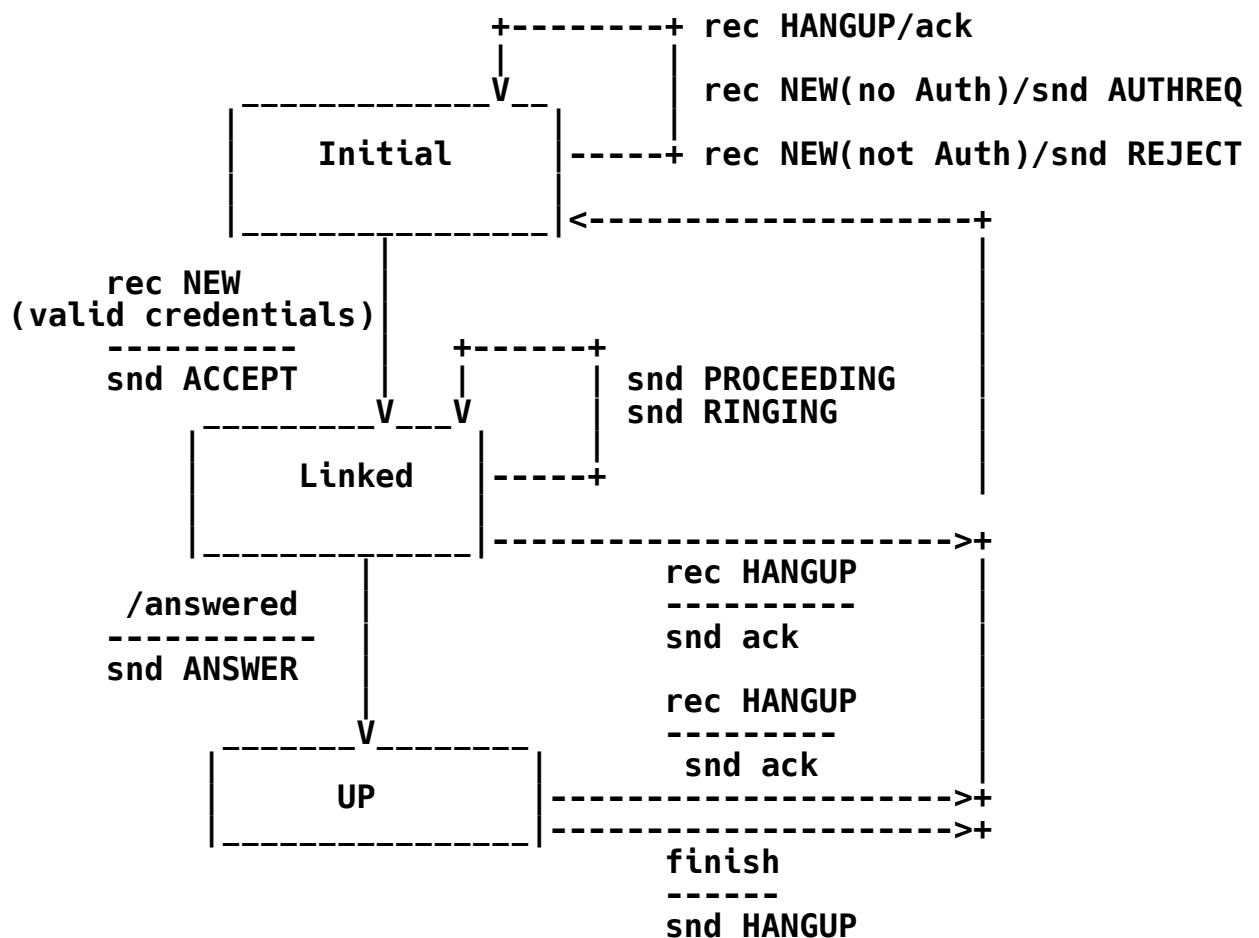 rec HANGUP/ack
rec NEW(no Auth)/snd AUTHREQ
Initial
rec NEW(not Auth)/snd REJECT
rec NEW
(valid credentials)
snd ACCEPT
snd PROCEEDING
snd RINGING
Linked
rec HANGUP
/answered
snd ack
snd ANSWER
rec HANGUP
snd ack
UP
finish
snd HANGUP